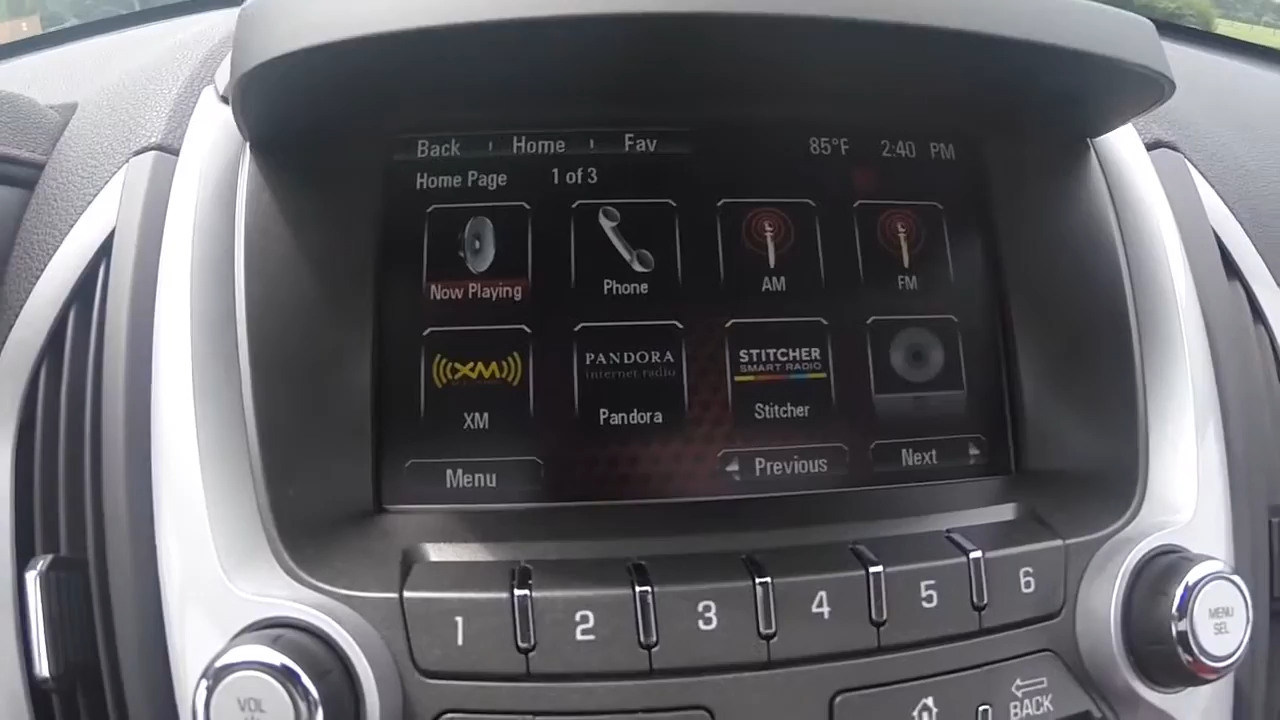 Back Home Fav 85°F 2:40 PM
Home Page 1 of 3
Now Playing Phone AM FM
XM PANDORA STITCHER
internet radio SMART RADIO
XM Pandora Stitcher
Menu Previous Next
1 2 3 4 5 6
VOL
MENU
SEL
BACK